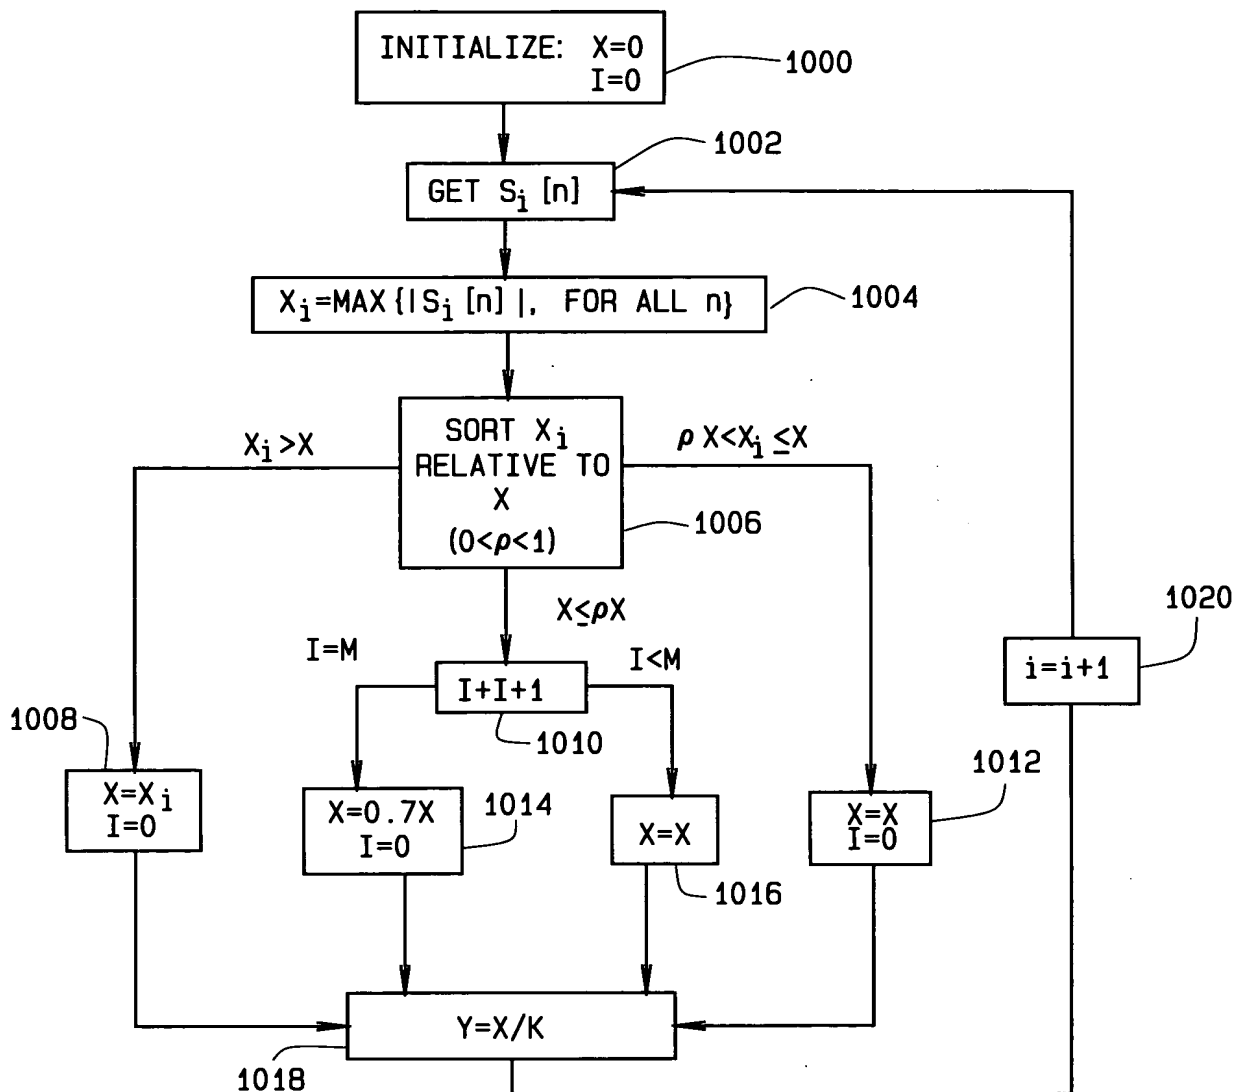 INITIALIZE: X=0
I=0
1000
1002
GET Si [n]
Xi=MAX{|Si [n]|, FOR ALL n}
1004
SORT Xi
RELATIVE TO
X
(0<ρ<1)
1006
Xi>X
ρX<Xi≤X
X≤ρX
I=M
I<M
I+I+1
1010
1020
i=i+1
1008
X=Xi
I=0
X=0.7X
I=0
1014
X=X
1016
X=X
I=0
1012
Y=X/K
1018